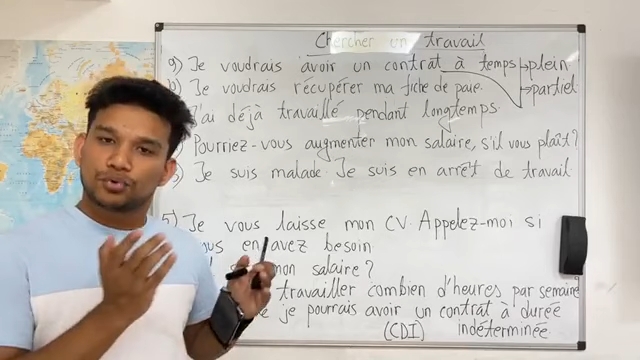 Chercher un travail
9) Je voudrais avoir un contrat à temps → plein
→ partiel
b) Je voudrais récupérer ma fiche de paie.
J'ai déjà travaillé pendant longtemps.
Pourriez-vous augmenter mon salaire, s'il vous plaît?
Je suis malade. Je suis en arrêt de travail
5) Je vous laisse mon CV. Appelez-moi si
vous en avez besoin
mon salaire?
travailler combien d'heures par semaine
je pourrais avoir un contrat à durée
(CDI) indéterminée